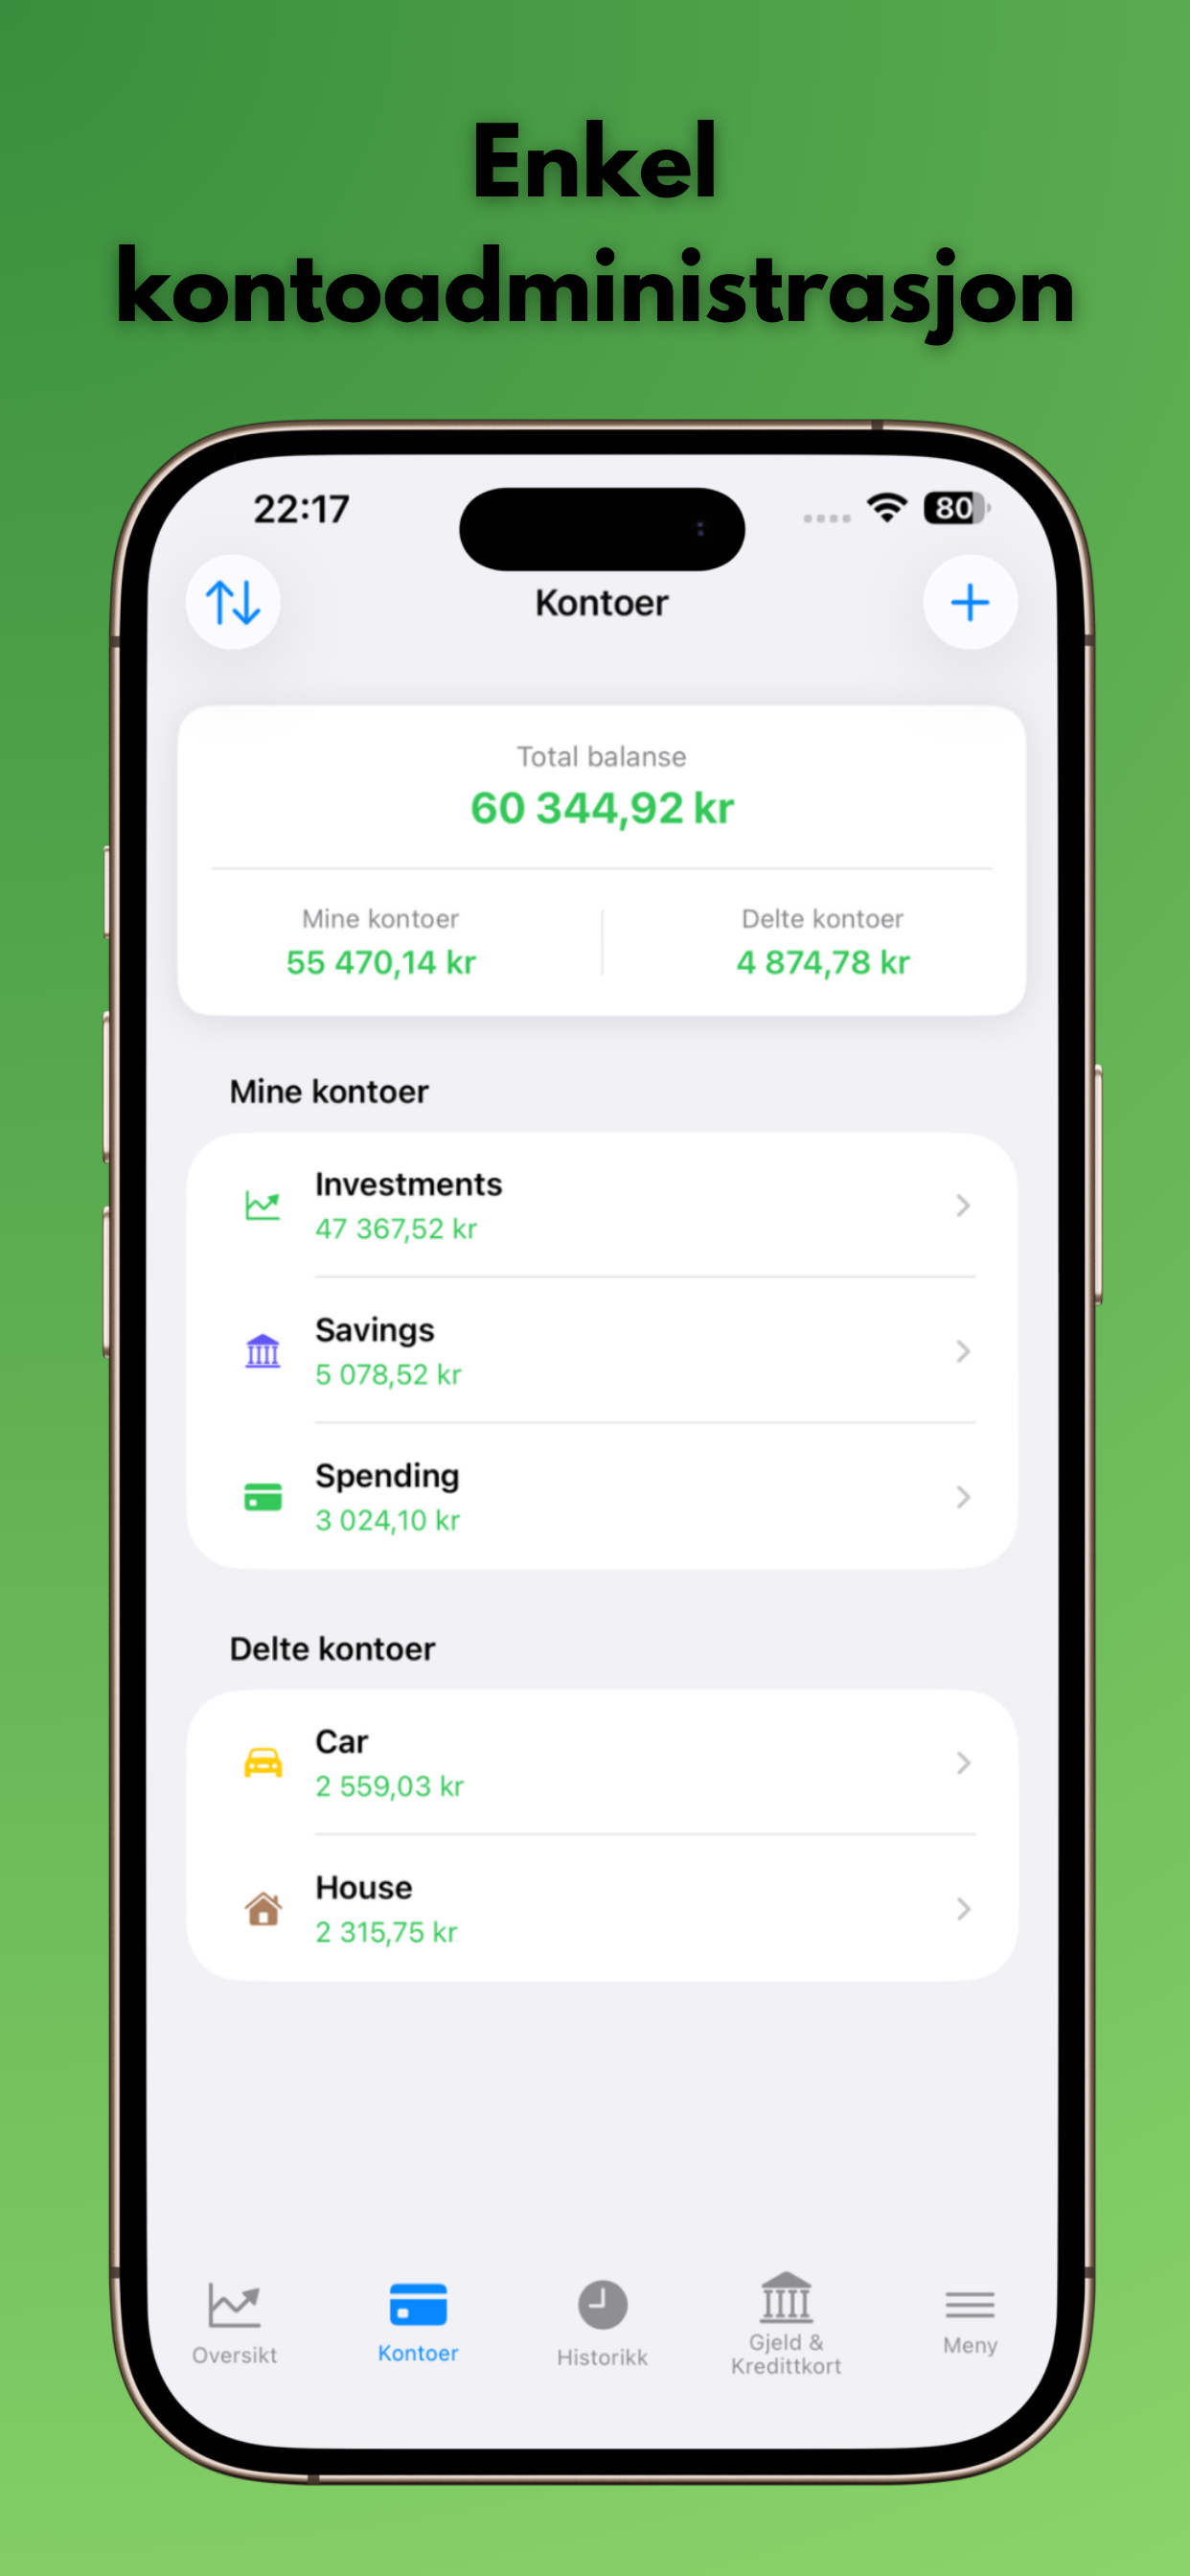 Enkel
kontoadministrasjon
22:17
80
Kontoer
Total balanse
60 344,92 kr
Mine kontoer
55 470,14 kr
Delte kontoer
4 874,78 kr
Mine kontoer
Investments
47 367,52 kr
Savings
5 078,52 kr
Spending
3 024,10 kr
Delte kontoer
Car
2 559,03 kr
House
2 315,75 kr
Oversikt
Kontoer
Historikk
Gjeld &
Kredittkort
Meny